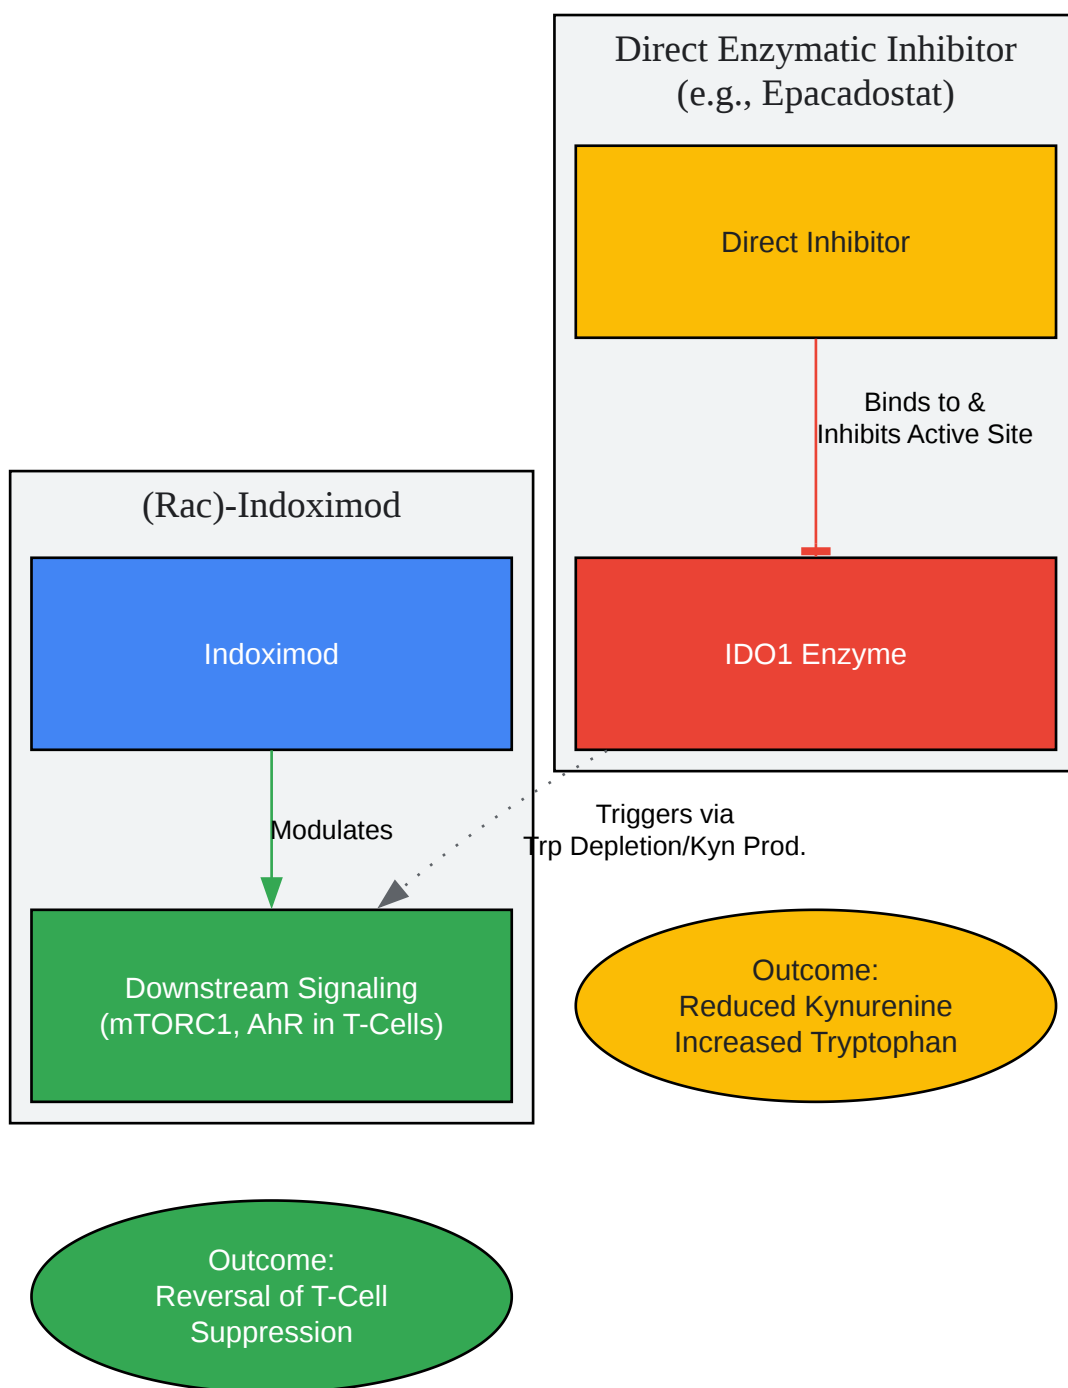 Direct Enzymatic Inhibitor
(e.g., Epacadostat)
Direct Inhibitor
Binds to &
Inhibits Active Site
(Rac)-Indoximod
Indoximod
IDO1 Enzyme
Modulates
Triggers via
Trp Depletion/Kyn Prod.
Downstream Signaling
(mTORC1, AhR in T-Cells)
Outcome:
Reduced Kynurenine
Increased Tryptophan
Outcome:
Reversal of T-Cell
Suppression